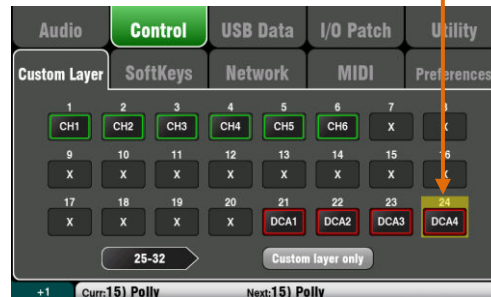 Audio Control USB Data I/O Patch Utility
Custom Layer SoftKeys Network MIDI Preferences
1 2 3 4 5 6 7 8
CH1 CH2 CH3 CH4 CH5 CH6 X X
9 10 11 12 13 14 15 16
X X X X X X X X
17 18 19 20 21 22 23 24
X X X X DCA1 DCA2 DCA3 DCA4
25-32 Custom layer only
+1 Curr:15) Polly Next:15) Polly